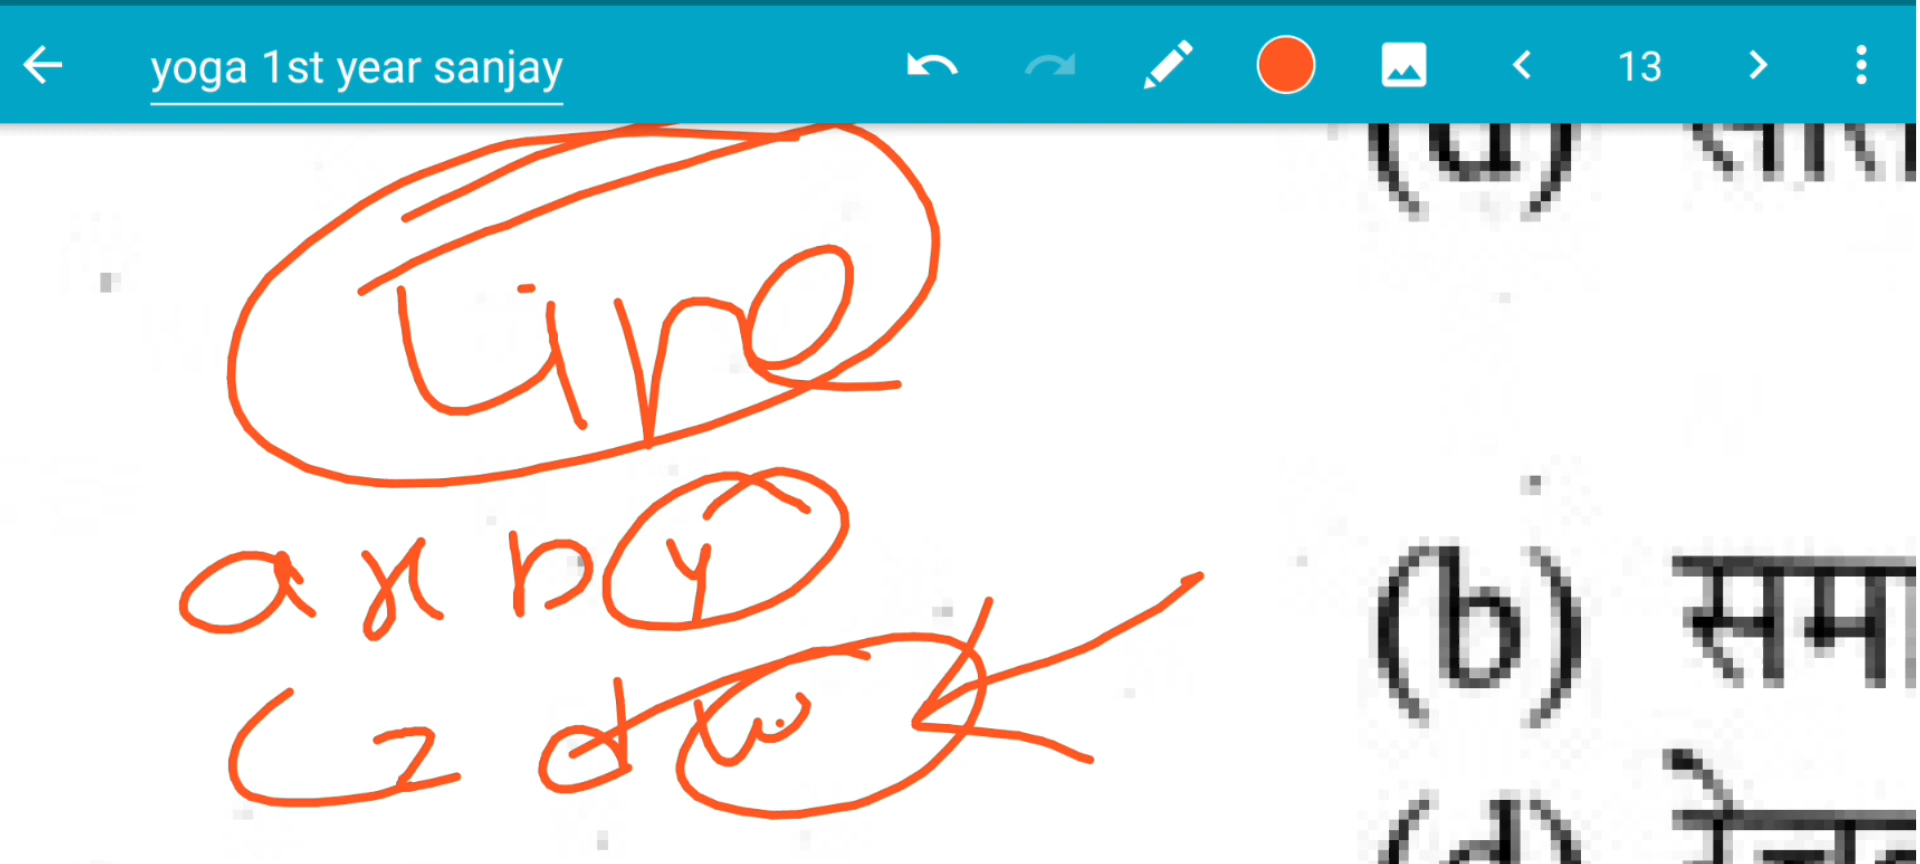 yoga 1st year sanjay 13
Line
a x b y
c z d w
(b) समा
(d)